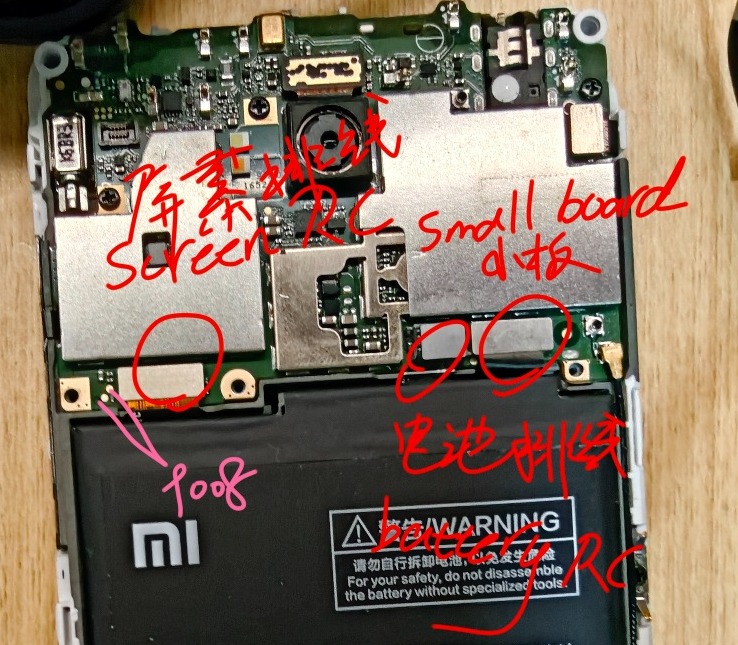 屏幕排线
screen RC
small board
小板
1652
电池排线
battery RC
9008
MI
警告/WARNING
请勿自行拆卸电池,以免发生危险
For your safety, do not disassemble
the battery without specialized tools.